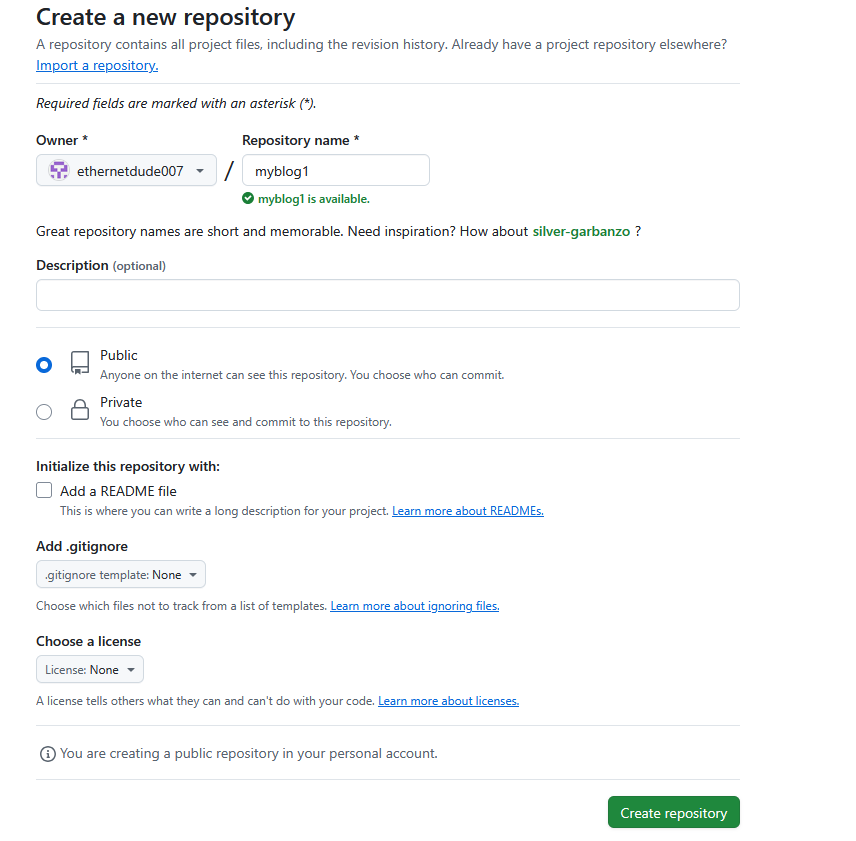 Create a new repository
A repository contains all project files, including the revision history. Already have a project repository elsewhere?
Import a repository.
Required fields are marked with an asterisk (*).
Owner *
Repository name *
ethernetdude007
/
myblog1
myblog1 is available.
Great repository names are short and memorable. Need inspiration? How about silver-garbanzo ?
Description (optional)
Public
Anyone on the internet can see this repository. You choose who can commit.
Private
You choose who can see and commit to this repository.
Initialize this repository with:
Add a README file
This is where you can write a long description for your project. Learn more about READMEs.
Add .gitignore
.gitignore template: None
Choose which files not to track from a list of templates. Learn more about ignoring files.
Choose a license
License: None
A license tells others what they can and can't do with your code. Learn more about licenses.
You are creating a public repository in your personal account.
Create repository